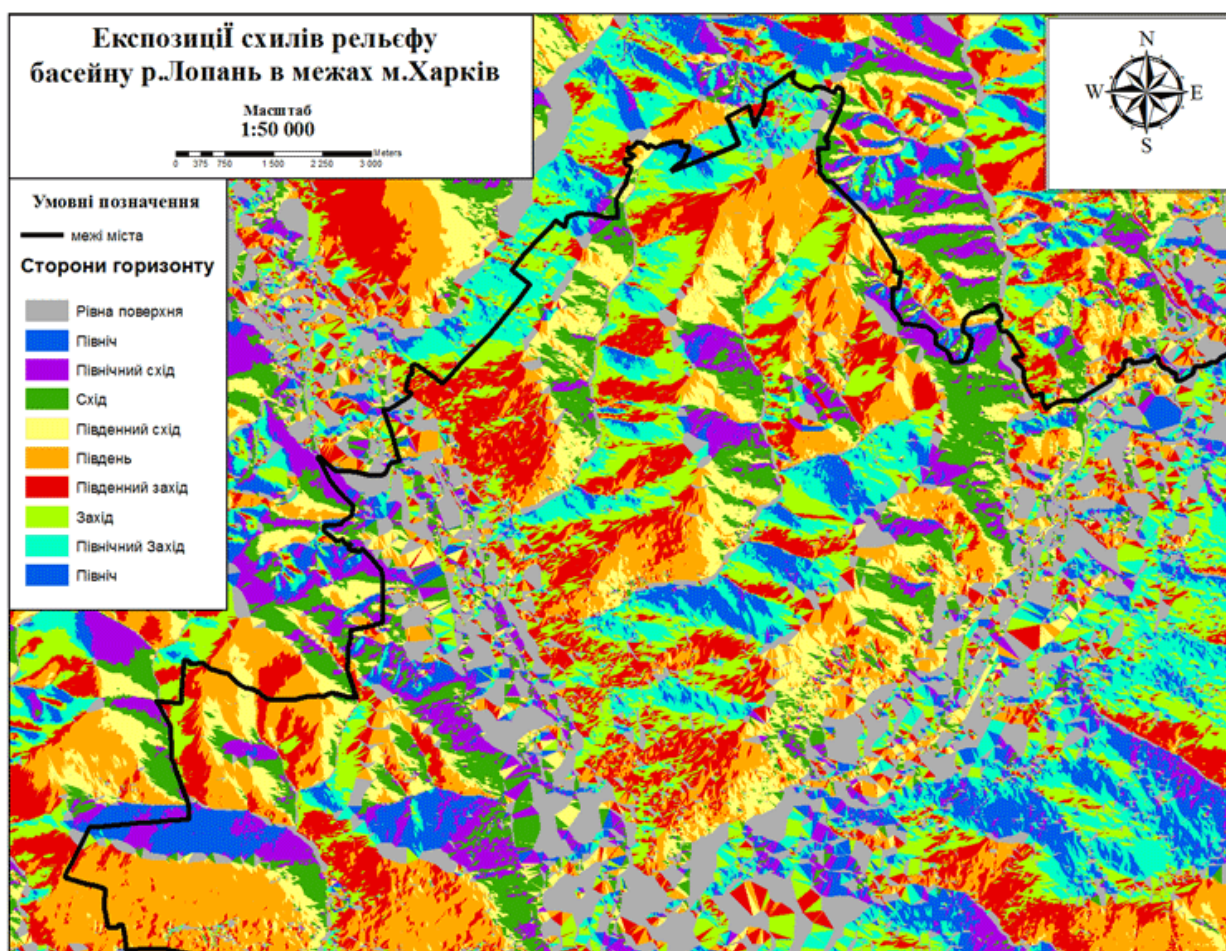 Експозиції схилів рельєфу
басейну р.Лопань в межах м.Харків
Масштаб
1:50 000
0 375 750 1 500 2 250 3 000 Meters
N
W E
S
Умовні позначення
межі міста
Сторони горизонту
Рівна поверхня
Північ
Північний схід
Схід
Південний схід
Південь
Південний захід
Захід
Північний Захід
Північ